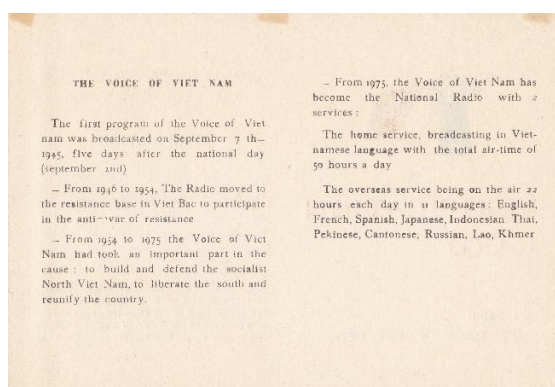 THE VOICE OF VIET NAM
The first program of the Voice of Viet
nam was broadcasted on September 7 th—
1945, five days after the national day
(september 2nd)
— From 1946 to 1954, The Radio moved to
the resistance base in Viet Bac to participate
in the anti—war of resistance
— From 1954 to 1975 the Voice of Viet
Nam had took an important part in the
cause : to build and defend the socialist
North Viet Nam, to liberate the south and
reunify the country.
— From 1975, the Voice of Viet Nam has
become the National Radio with 2
services :
The home service, breadcasting in Viet-
namese language with the total air-time of
50 hours a day
The overseas service being on the air 22
hours each day in 11 languages : English,
French, Spanish, Japanese, Indonesian. Thai,
Pekinese, Cantonese, Russian, Lao, Khmer